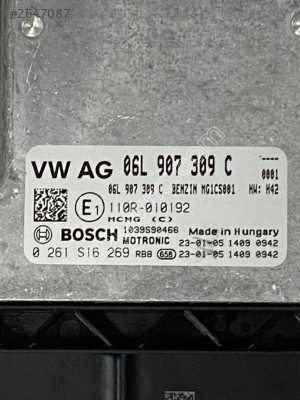 #2647087
VW AG 06L 907 309 C ----
0001
06L 907 309 C BENZIN MG1CS001 HW: H42
E1 110R-010192
MCMG (C)
BOSCH 1039S90466 Made in Hungary
MOTRONIC 23-01-05 1409 0942
0 261 S16 269 RB8 658 23-01-05 1409 0942